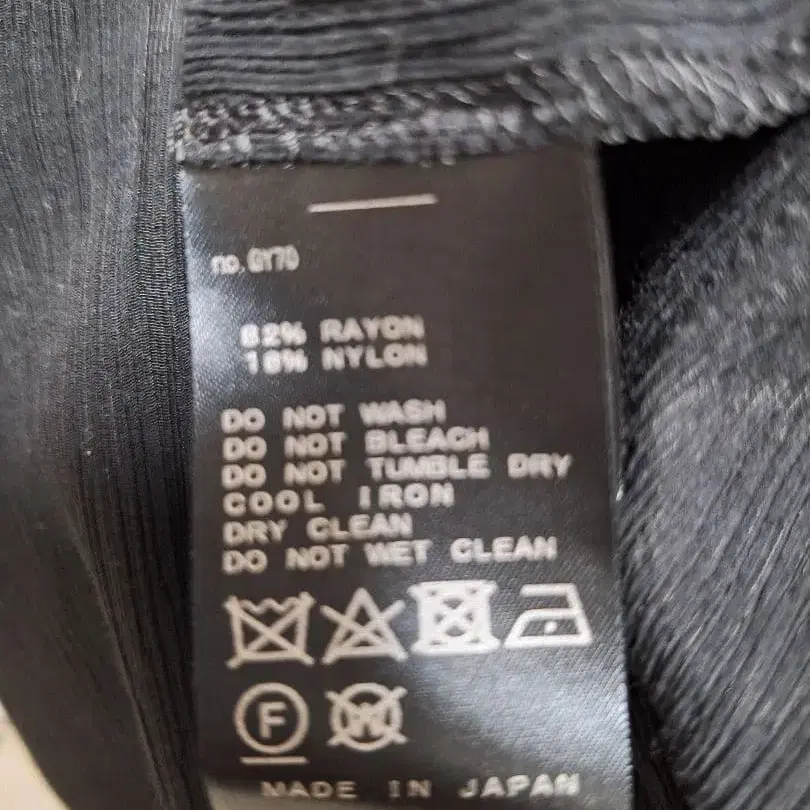 no. GY70
82% RAYON
18% NYLON
DO NOT WASH
DO NOT BLEACH
DO NOT TUMBLE DRY
COOL IRON
DRY CLEAN
DO NOT WET CLEAN
F W
MADE IN JAPAN